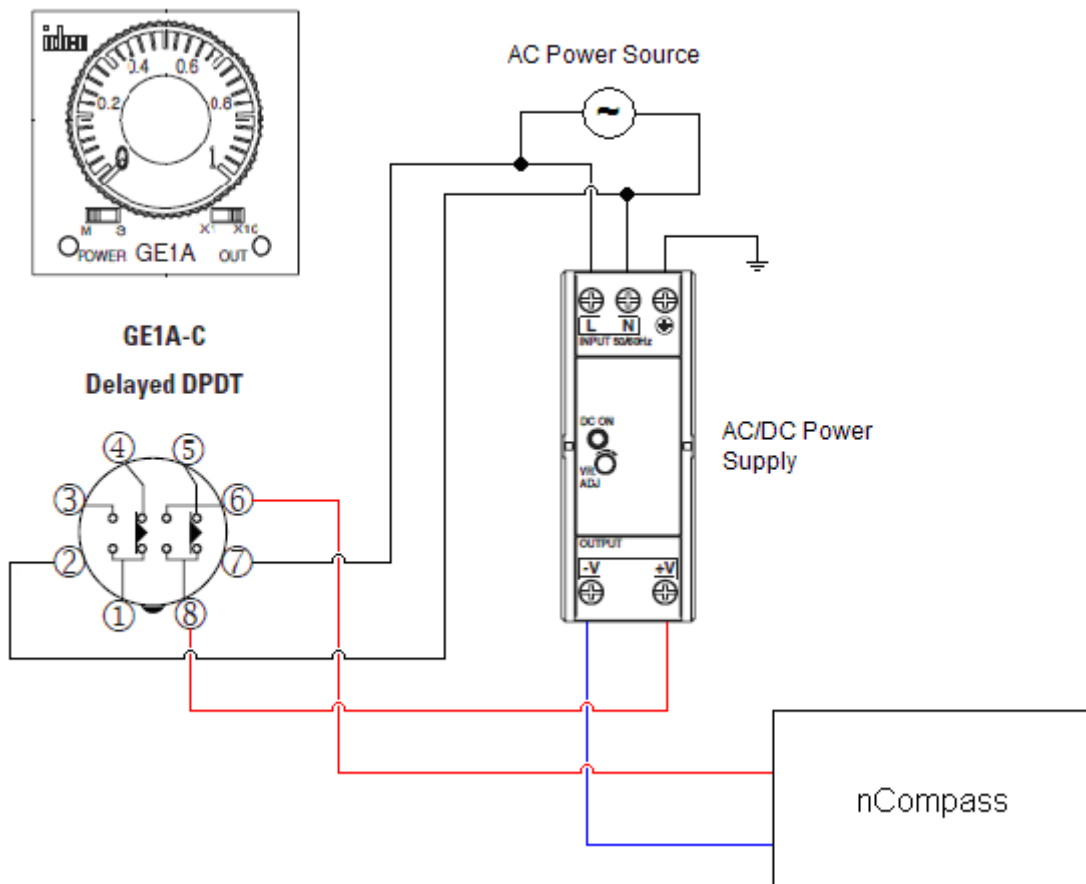 idec
0.4 0.6
0.2 0.8
0 1
M S X1 X10
POWER GE1A OUT
GE1A-C
Delayed DPDT
④ ⑤
③ ⑥
② ⑦
① ⑧
AC Power Source
~
L N
INPUT 50/60Hz
DC ON
VR.
ADJ
OUTPUT
-V +V
AC/DC Power
Supply
nCompass